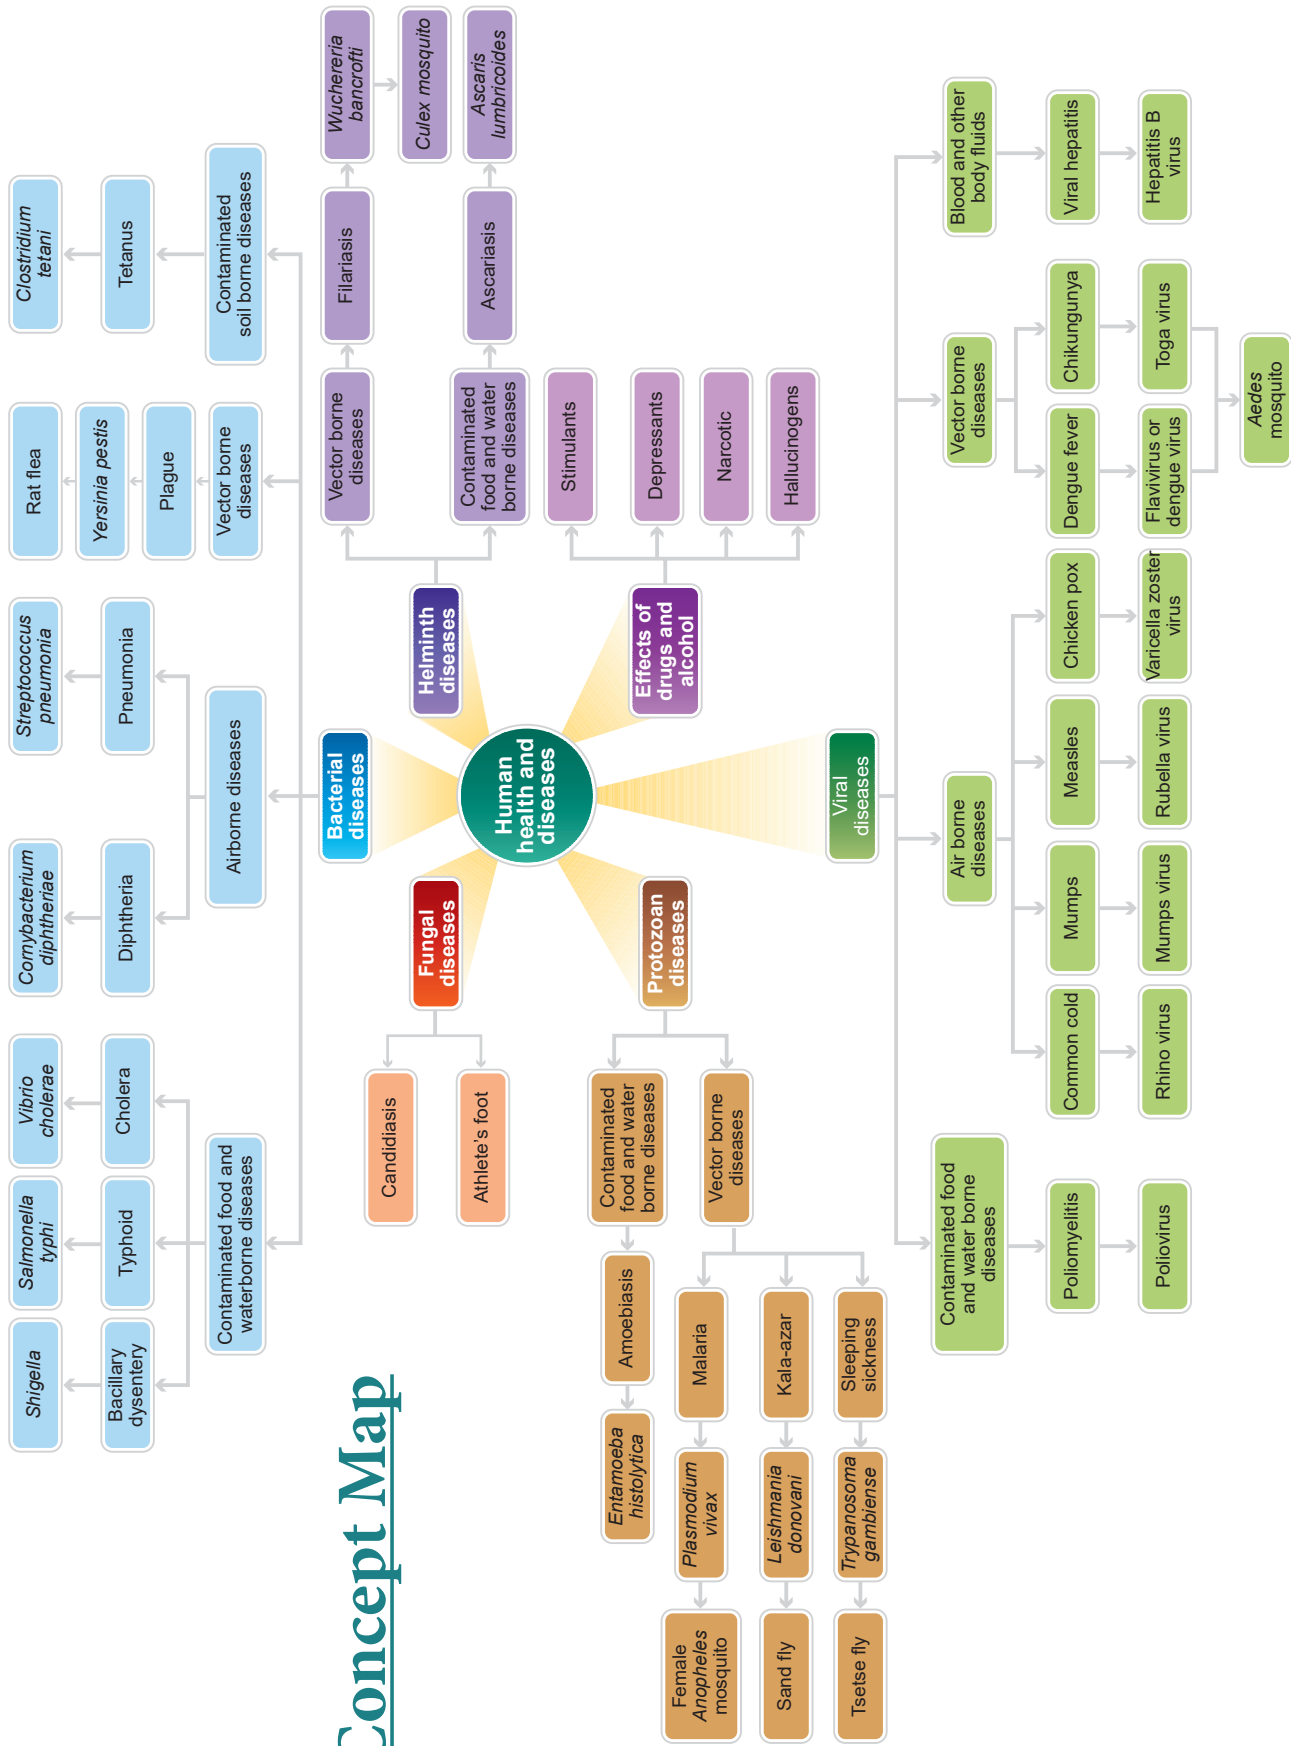 Concept Map
Shigella
Salmonella
typhi
Vibrio
cholerae
Cornybacterium
diphtheriae
Streptococcus
pneumonia
Rat flea
Clostridium
tetani
Yersinia pestis
Bacillary
dysentery
Typhoid
Cholera
Diphtheria
Pneumonia
Plague
Tetanus
Contaminated food and
waterborne diseases
Airborne diseases
Vector borne
diseases
Contaminated
soil borne diseases
Bacterial
diseases
Fungal
diseases
Candidiasis
Athlete's foot
Helminth
diseases
Vector borne
diseases
Filariasis
Wuchereria
bancrofti
Culex mosquito
Contaminated
food and water
borne diseases
Ascariasis
Ascaris
lumbricoides
Human
health and
diseases
Effects of
drugs and
alcohol
Stimulants
Depressants
Narcotic
Hallucinogens
Protozoan
diseases
Contaminated
food and water
borne diseases
Amoebiasis
Entamoeba
histolytica
Vector borne
diseases
Malaria
Plasmodium
vivax
Female
Anopheles
mosquito
Kala-azar
Leishmania
donovani
Sand fly
Sleeping
sickness
Trypanosoma
gambiense
Tsetse fly
Viral
diseases
Contaminated food
and water borne
diseases
Air borne
diseases
Vector borne
diseases
Blood and other
body fluids
Poliomyelitis
Common cold
Mumps
Measles
Chicken pox
Dengue fever
Chikungunya
Viral hepatitis
Poliovirus
Rhino virus
Mumps virus
Rubella virus
Varicella zoster
virus
Flavivirus or
dengue virus
Toga virus
Hepatitis B
virus
Aedes
mosquito